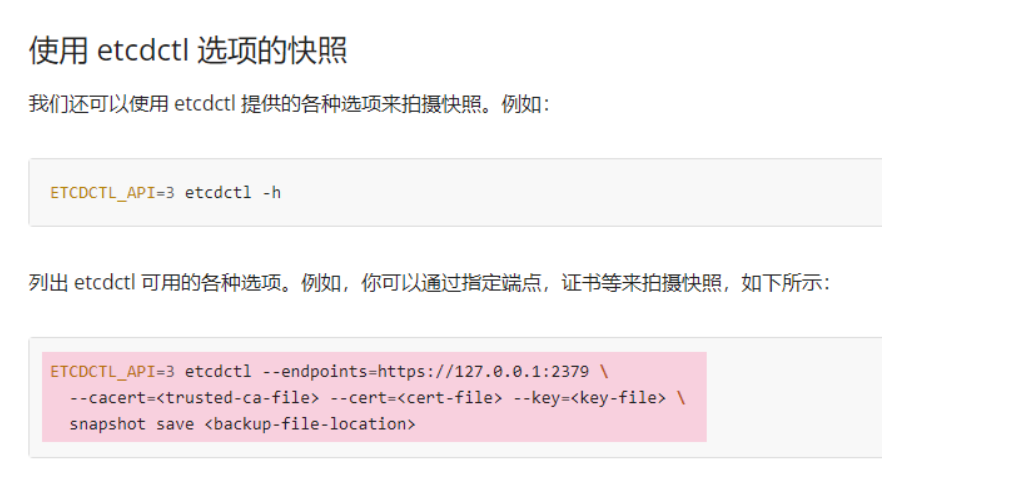 使用 etcdctl 选项的快照
我们还可以使用 etcdctl 提供的各种选项来拍摄快照。例如：
ETCDCTL_API=3 etcdctl -h
列出 etcdctl 可用的各种选项。例如，你可以通过指定端点，证书等来拍摄快照，如下所示：
ETCDCTL_API=3 etcdctl --endpoints=https://127.0.0.1:2379 \
--cacert=<trusted-ca-file> --cert=<cert-file> --key=<key-file> \
snapshot save <backup-file-location>